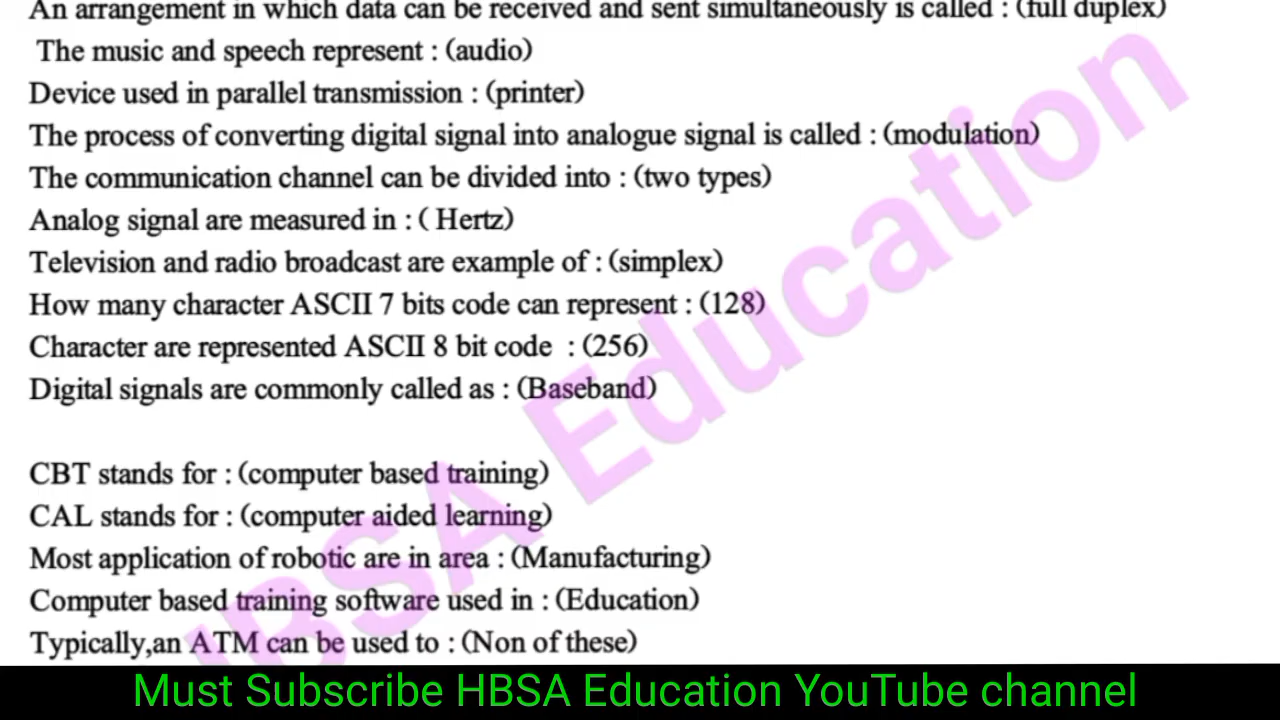 An arrangement in which data can be received and sent simultaneously is called : (full duplex)
The music and speech represent : (audio)
Device used in parallel transmission : (printer)
The process of converting digital signal into analogue signal is called : (modulation)
The communication channel can be divided into : (two types)
Analog signal are measured in : ( Hertz)
Television and radio broadcast are example of : (simplex)
How many character ASCII 7 bits code can represent : (128)
Character are represented ASCII 8 bit code  : (256)
Digital signals are commonly called as : (Baseband)
CBT stands for : (computer based training)
CAL stands for : (computer aided learning)
Most application of robotic are in area : (Manufacturing)
Computer based training software used in : (Education)
Typically,an ATM can be used to : (Non of these)
HBSA Education
Must Subscribe HBSA Education YouTube channel